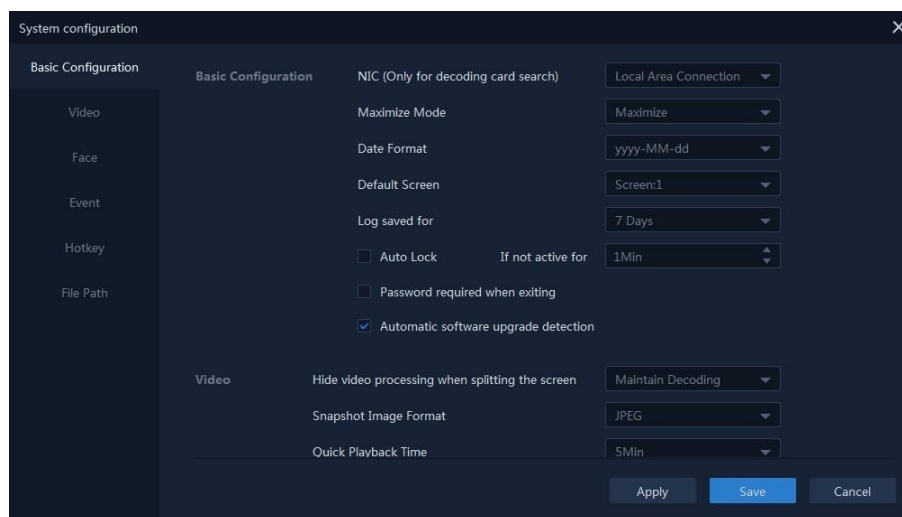 System configuration
Basic Configuration
Video
Face
Event
Hotkey
File Path
Basic Configuration
NIC (Only for decoding card search) Local Area Connection
Maximize Mode Maximize
Date Format yyyy-MM-dd
Default Screen Screen:1
Log saved for 7 Days
Auto Lock If not active for 1Min
Password required when exiting
Automatic software upgrade detection
Video
Hide video processing when splitting the screen Maintain Decoding
Snapshot Image Format JPEG
Quick Playback Time 5Min
Apply Save Cancel